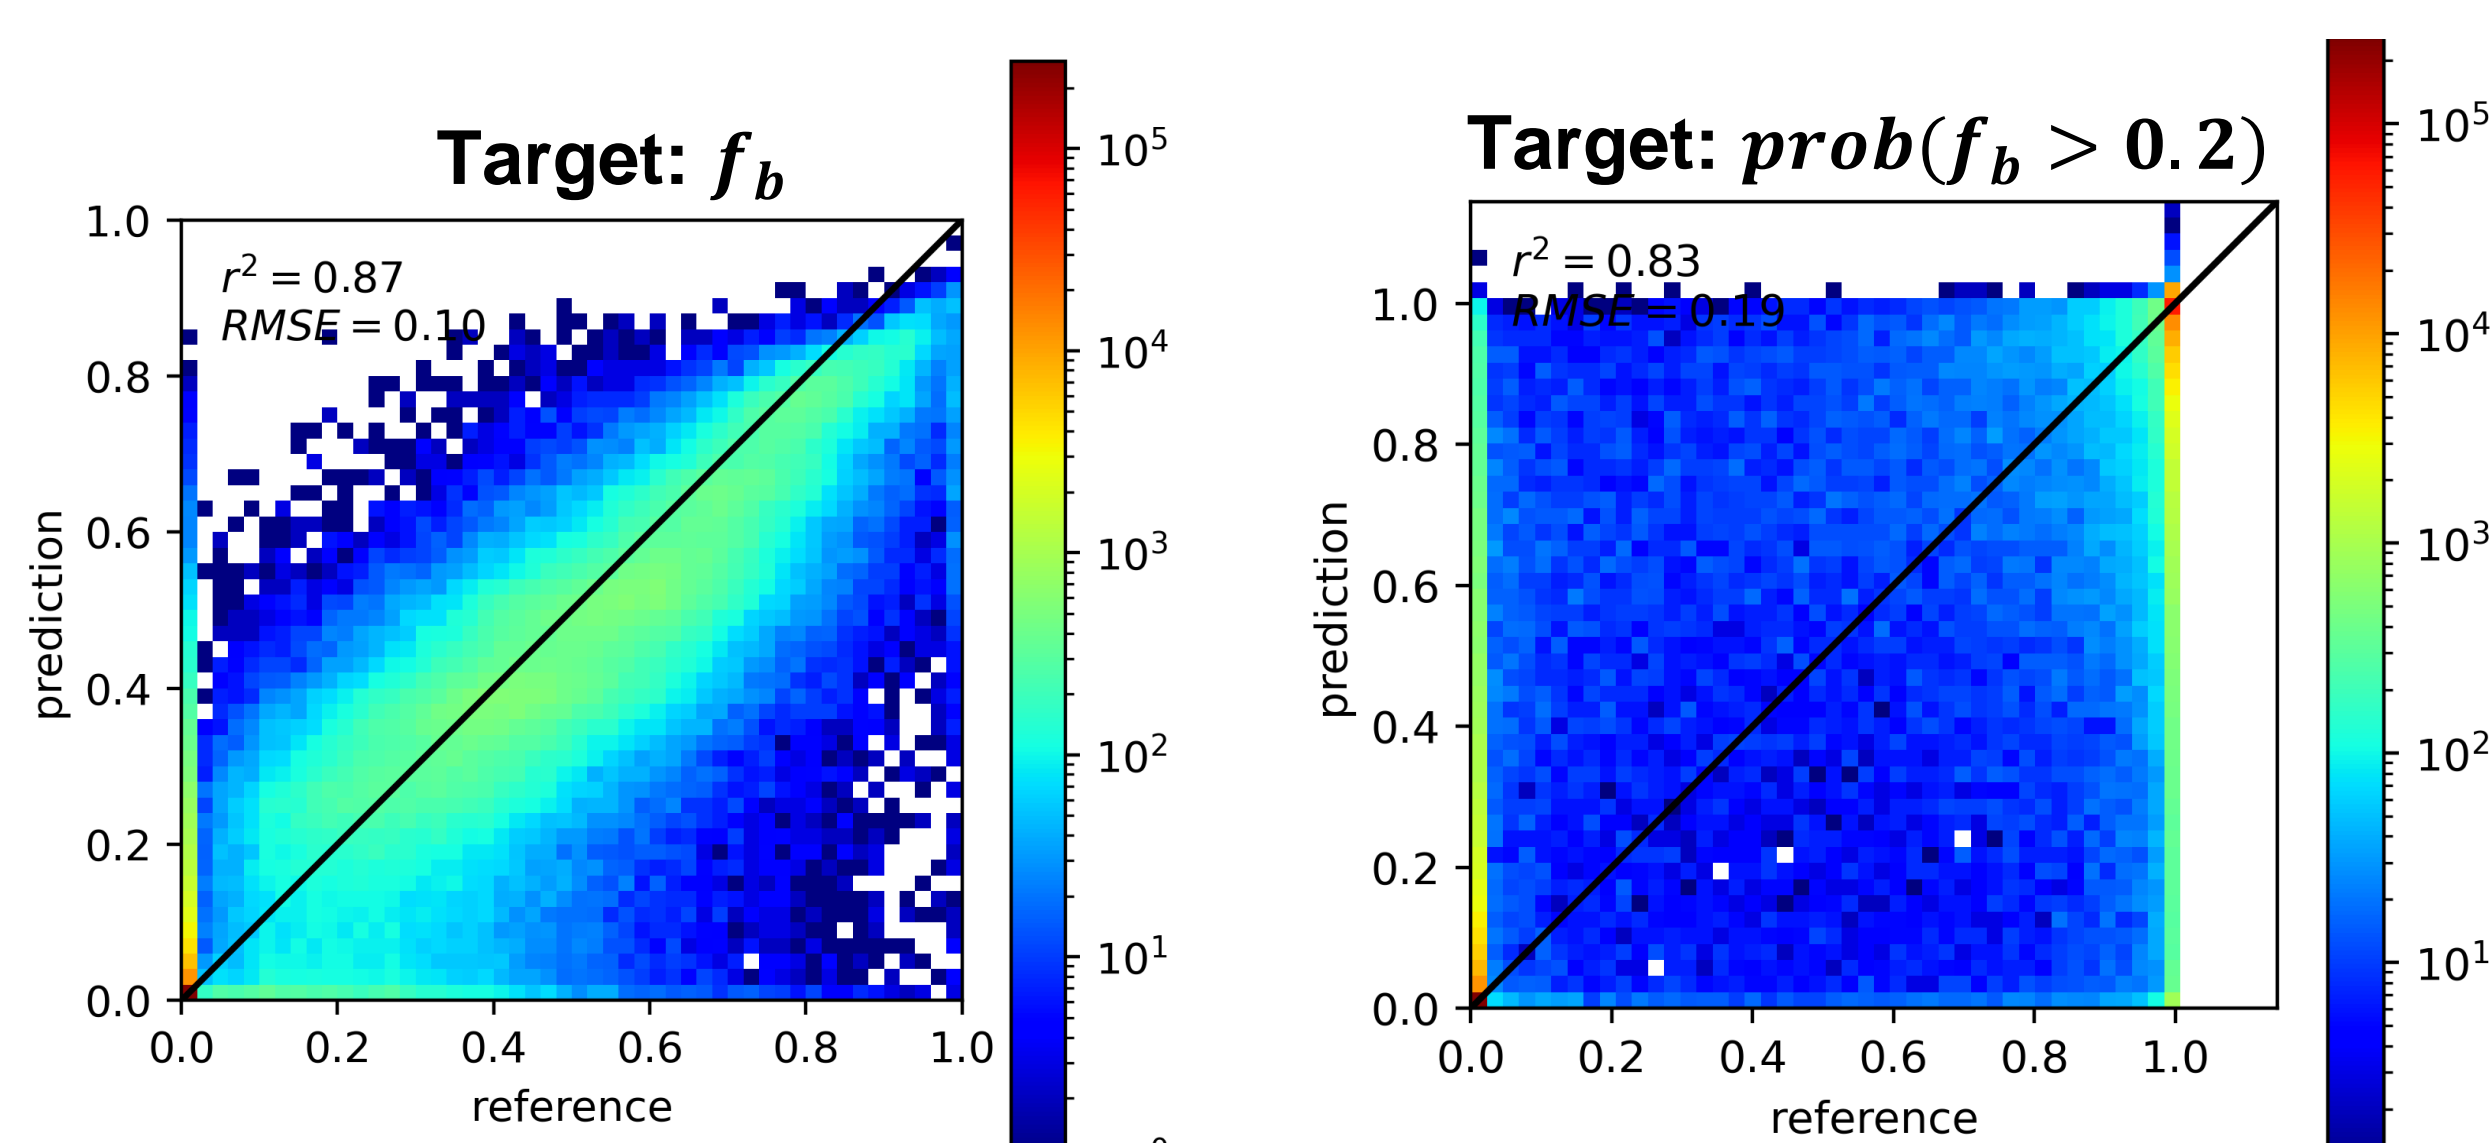 Target: f_b
r² = 0.87
RMSE = 0.10
1.0
0.8
0.6
0.4
0.2
0.0
prediction
0.0 0.2 0.4 0.6 0.8 1.0
reference
10⁵
10⁴
10³
10²
10¹
Target: prob(f_b > 0.2)
r² = 0.83
RMSE = 0.19
1.0
0.8
0.6
0.4
0.2
0.0
prediction
0.0 0.2 0.4 0.6 0.8 1.0
reference
10⁵
10⁴
10³
10²
10¹